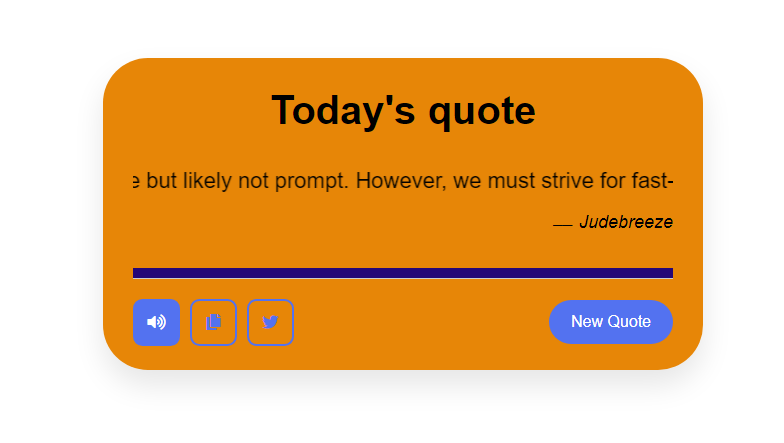 Today's quote
but likely not prompt. However, we must strive for fast-
— Judebreeze
New Quote